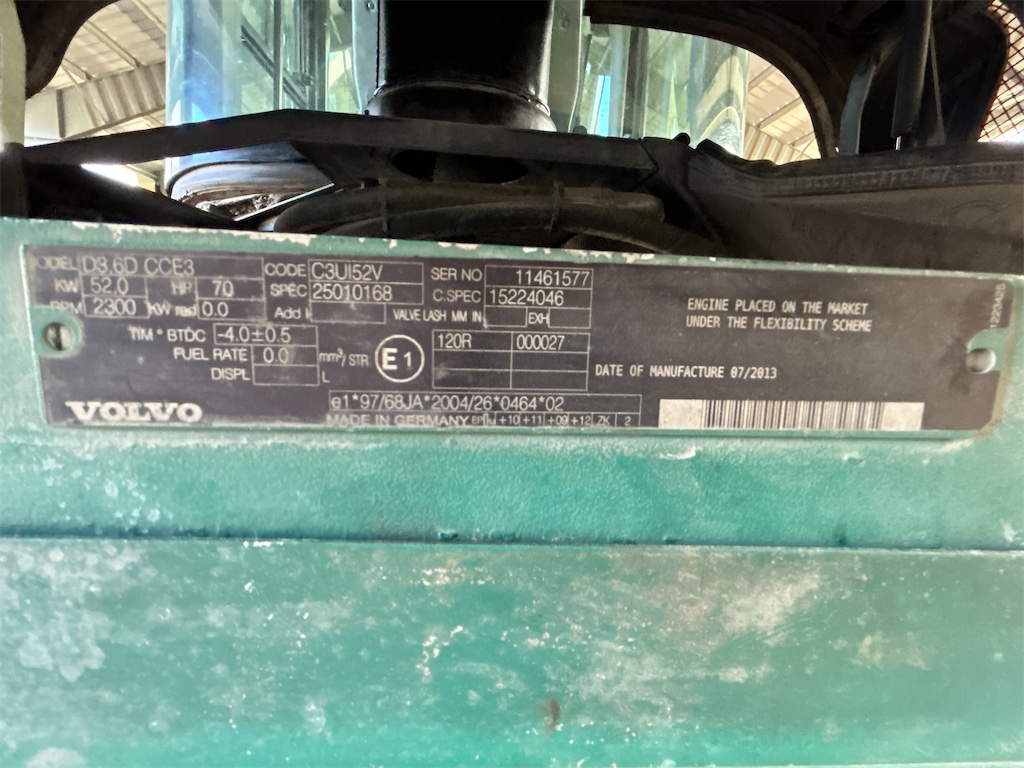 MODEL D3.6D CCE3 CODE C3UI52V SER NO 11461577
KW 52,0 HP 70 SPEC 25010168 C.SPEC 15224046
RPM 2300 KW red 0.0 Add VALVE LASH MM IN EXH
TIM ° BTDC -4.0±0.5 120R 000027
FUEL RATE 0.0 mm³/STR E1
DISPL L
ENGINE PLACED ON THE MARKET
UNDER THE FLEXIBILITY SCHEME
DATE OF MANUFACTURE 07/2013
e1*97/68JA*2004/26*0464*02
VOLVO MADE IN GERMANY +10 +11 +09 +12 ZK 2